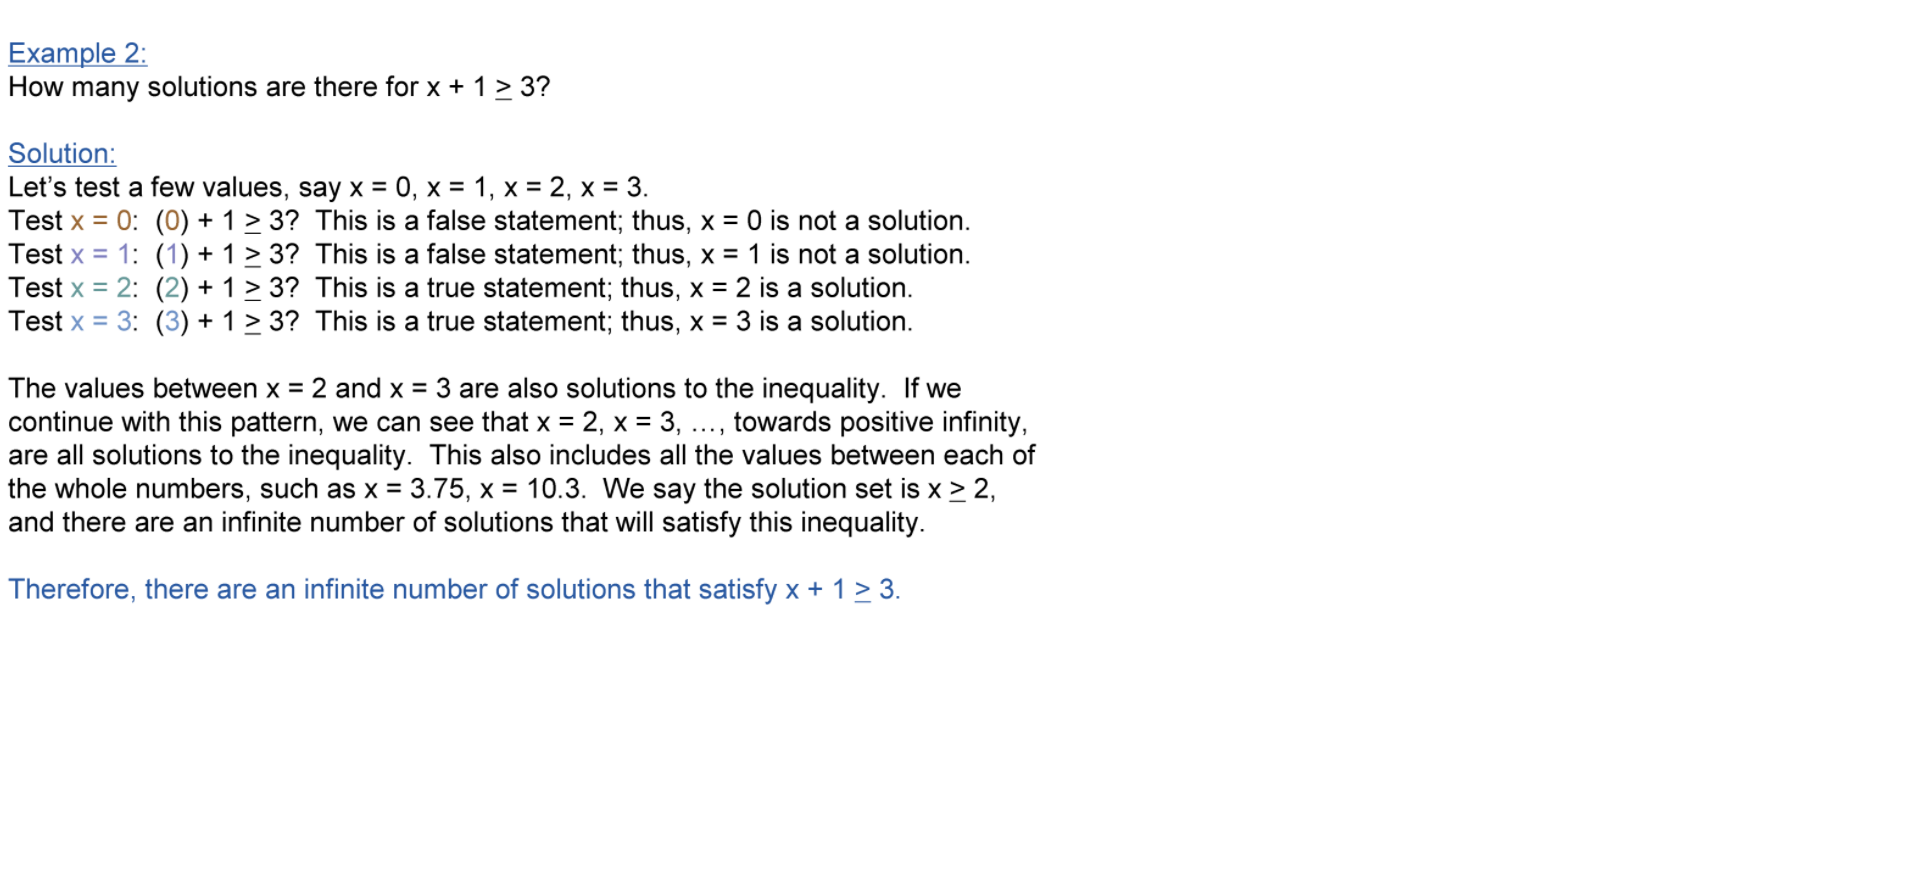 Example 2:
How many solutions are there for x + 1 ≥ 3?
Solution:
Let’s test a few values, say x = 0, x = 1, x = 2, x = 3.
Test x = 0: (0) + 1 ≥ 3? This is a false statement; thus, x = 0 is not a solution.
Test x = 1: (1) + 1 ≥ 3? This is a false statement; thus, x = 1 is not a solution.
Test x = 2: (2) + 1 ≥ 3? This is a true statement; thus, x = 2 is a solution.
Test x = 3: (3) + 1 ≥ 3? This is a true statement; thus, x = 3 is a solution.
The values between x = 2 and x = 3 are also solutions to the inequality. If we
continue with this pattern, we can see that x = 2, x = 3, …, towards positive infinity,
are all solutions to the inequality. This also includes all the values between each of
the whole numbers, such as x = 3.75, x = 10.3. We say the solution set is x ≥ 2,
and there are an infinite number of solutions that will satisfy this inequality.
Therefore, there are an infinite number of solutions that satisfy x + 1 ≥ 3.